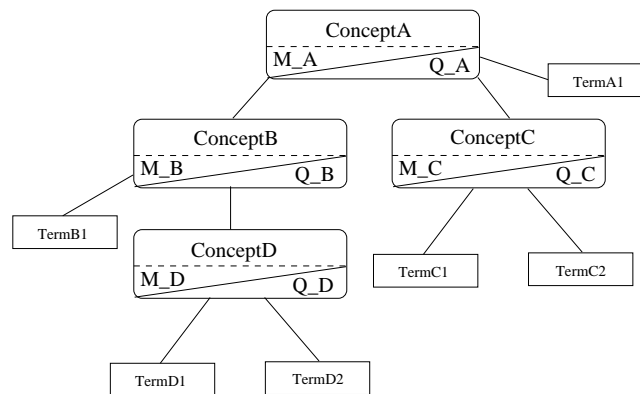 ConceptA
M_A
Q_A
TermA1
ConceptB
M_B
Q_B
ConceptC
M_C
Q_C
TermB1
ConceptD
M_D
Q_D
TermC1
TermC2
TermD1
TermD2